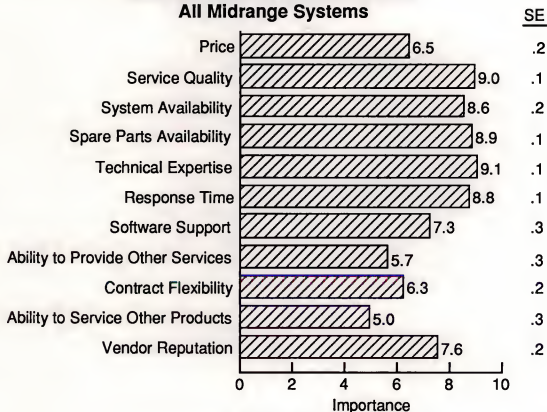 All Midrange Systems SE
Price 6.5 .2
Service Quality 9.0 .1
System Availability 8.6 .2
Spare Parts Availability 8.9 .1
Technical Expertise 9.1 .1
Response Time 8.8 .1
Software Support 7.3 .3
Ability to Provide Other Services 5.7 .3
Contract Flexibility 6.3 .2
Ability to Service Other Products 5.0 .3
Vendor Reputation 7.6 .2
0 2 4 6 8 10
Importance